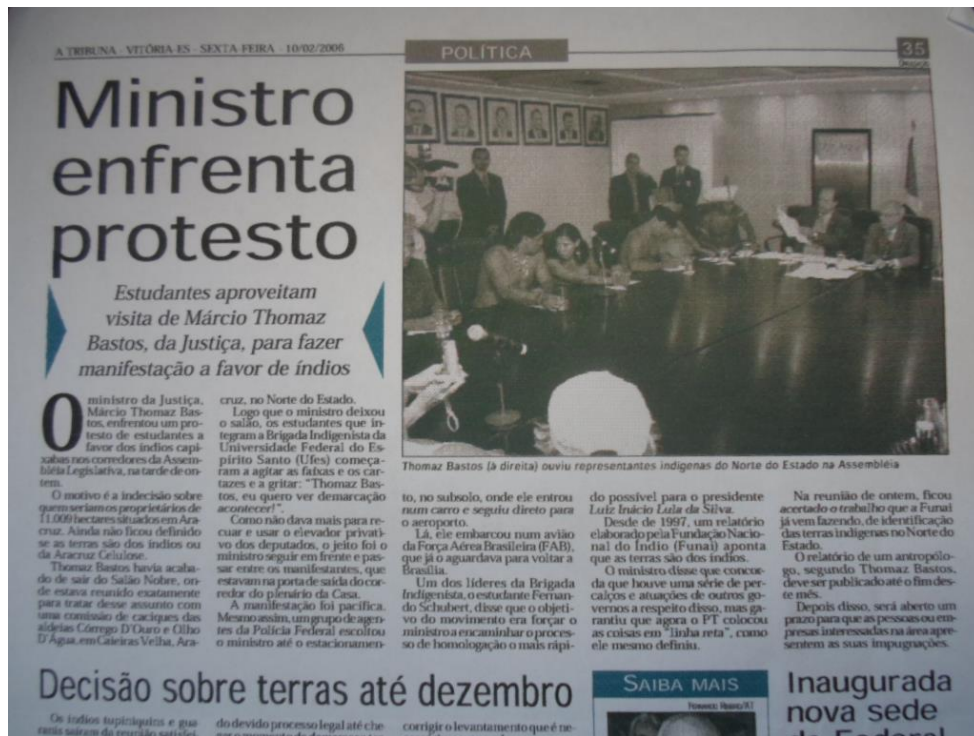 A TRIBUNA - VITÓRIA-ES - SEXTA-FEIRA - 10/02/2006
POLÍTICA
35
Ministro
enfrenta
protesto
Estudantes aproveitam
visita de Márcio Thomaz
Bastos, da Justiça, para fazer
manifestação a favor de índios
Thomaz Bastos (à direita) ouviu representantes indígenas do Norte do Estado na Assembléia
O ministro da Justiça,
Márcio Thomaz Bas-
tos, enfrentou um pro-
testo de estudantes a
favor dos índios capi-
xabas nos corredores da Assem-
bléia Legislativa, na tarde de on-
tem.
O motivo é a indecisão sobre
quem seriam os proprietários de
11.009 hectares situados em Ara-
cruz. Ainda não ficou definido
se as terras são dos índios ou
da Aracruz Celulose.
Thomaz Bastos havia acaba-
do de sair do Salão Nobre, on-
de estava reunido exatamente
para tratar desse assunto com
uma comissão de caciques das
aldeias Córrego D'Ouro e Olho
D'Água, em Caieiras Velha, Ara-
cruz, no Norte do Estado.
Logo que o ministro deixou
o salão, os estudantes que in-
tegram a Brigada Indigenista da
Universidade Federal do Es-
pírito Santo (Ufes) começa-
ram a agitar as faixas e os car-
tazes e a gritar: "Thomaz Bas-
tos, eu quero ver demarcação
acontecer!".
Como não dava mais para re-
cuar e usar o elevador privati-
vo dos deputados, o jeito foi o
ministro seguir em frente e pas-
sar entre os manifestantes, que
estavam na porta de saída do cor-
redor do plenário da Casa.
A manifestação foi pacífica.
Mesmo assim, um grupo de agen-
tes da Polícia Federal escoltou
o ministro até o estacionamen-
to, no subsolo, onde ele entrou
num carro e seguiu direto para
o aeroporto.
Lá, ele embarcou num avião
da Força Aérea Brasileira (FAB),
que já o aguardava para voltar a
Brasília.
Um dos líderes da Brigada
Indigenista, o estudante Fernan-
do Schubert, disse que o objeti-
vo do movimento era forçar o
ministro a encaminhar o proces-
so de homologação o mais rápi-
do possível para o presidente
Luiz Inácio Lula da Silva.
Desde de 1997, um relatório
elaborado pela Fundação Nacio-
nal do Índio (Funai) aponta
que as terras são dos índios.
O ministro disse que concor-
da que houve uma série de per-
calços e atuações de outros go-
vernos a respeito disso, mas ga-
rantiu que agora o PT colocou
as coisas em "linha reta", como
ele mesmo definiu.
Na reunião de ontem, ficou
acertado o trabalho que a Funai
já vem fazendo, de identificação
das terras indígenas no Norte do
Estado.
O relatório de um antropólo-
go, segundo Thomaz Bastos,
deve ser publicado até o fim des-
te mês.
Depois disso, será aberto um
prazo para que as pessoas ou em-
presas interessadas na área apre-
sentem as suas impugnações.
Decisão sobre terras até dezembro
Os índios tupiniquins e gua-
ranis saíram da reunião
do devido processo legal até che-
corrigir o levantamento que é ne-
SAIBA MAIS
Inaugurada
nova sede